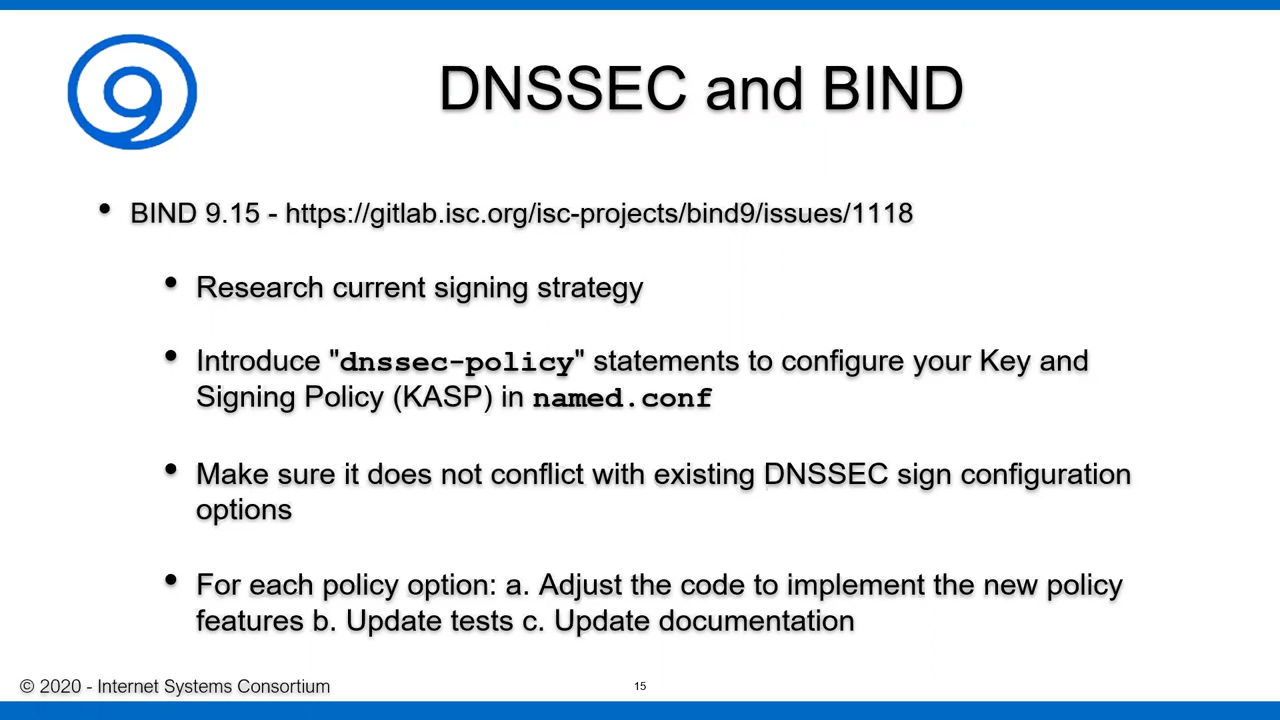 DNSSEC and BIND
• BIND 9.15 - https://gitlab.isc.org/isc-projects/bind9/issues/1118
• Research current signing strategy
• Introduce "dnssec-policy" statements to configure your Key and
Signing Policy (KASP) in named.conf
• Make sure it does not conflict with existing DNSSEC sign configuration
options
• For each policy option: a. Adjust the code to implement the new policy
features b. Update tests c. Update documentation
© 2020 - Internet Systems Consortium
15